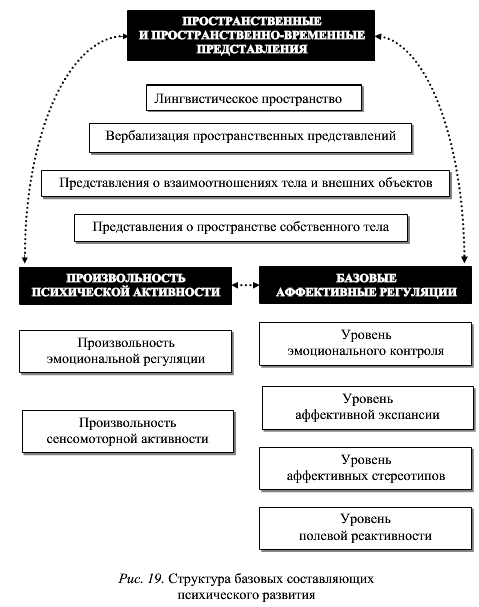 ПРОСТРАНСТВЕННЫЕ
И ПРОСТРАНСТВЕННО-ВРЕМЕННЫЕ
ПРЕДСТАВЛЕНИЯ
Лингвистическое пространство
Вербализация пространственных представлений
Представления о взаимоотношениях тела и внешних объектов
Представления о пространстве собственного тела
ПРОИЗВОЛЬНОСТЬ
ПСИХИЧЕСКОЙ АКТИВНОСТИ
Произвольность
эмоциональной регуляции
Произвольность
сенсомоторной активности
БАЗОВЫЕ
АФФЕКТИВНЫЕ РЕГУЛЯЦИИ
Уровень
эмоционального контроля
Уровень
аффективной экспансии
Уровень
аффективных стереотипов
Уровень
полевой реактивности
Рис. 19. Структура базовых составляющих
психического развития